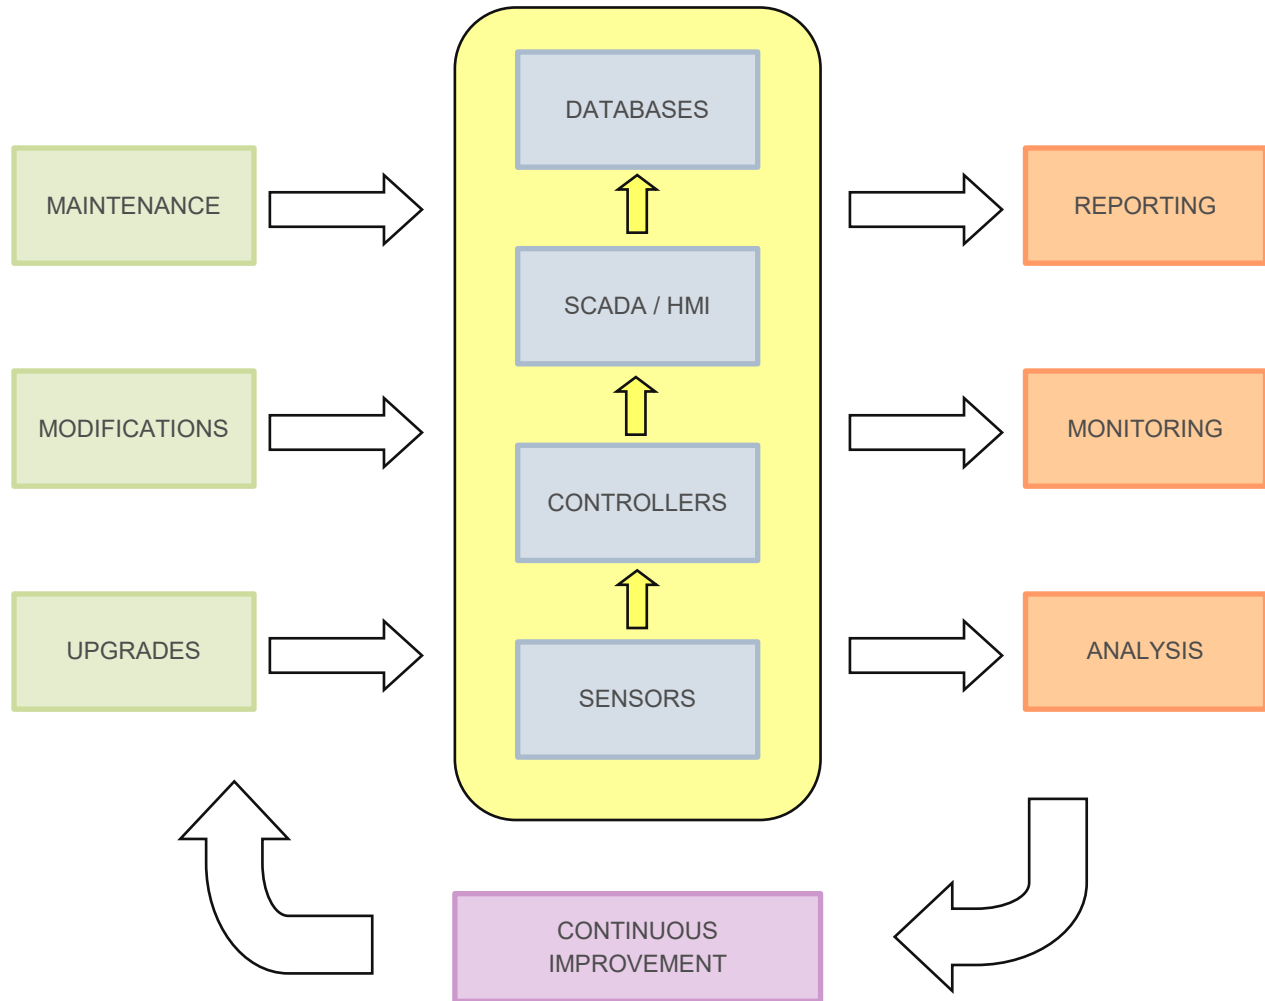 DATABASES
MAINTENANCE
REPORTING
SCADA / HMI
MODIFICATIONS
MONITORING
CONTROLLERS
UPGRADES
ANALYSIS
SENSORS
CONTINUOUS
IMPROVEMENT